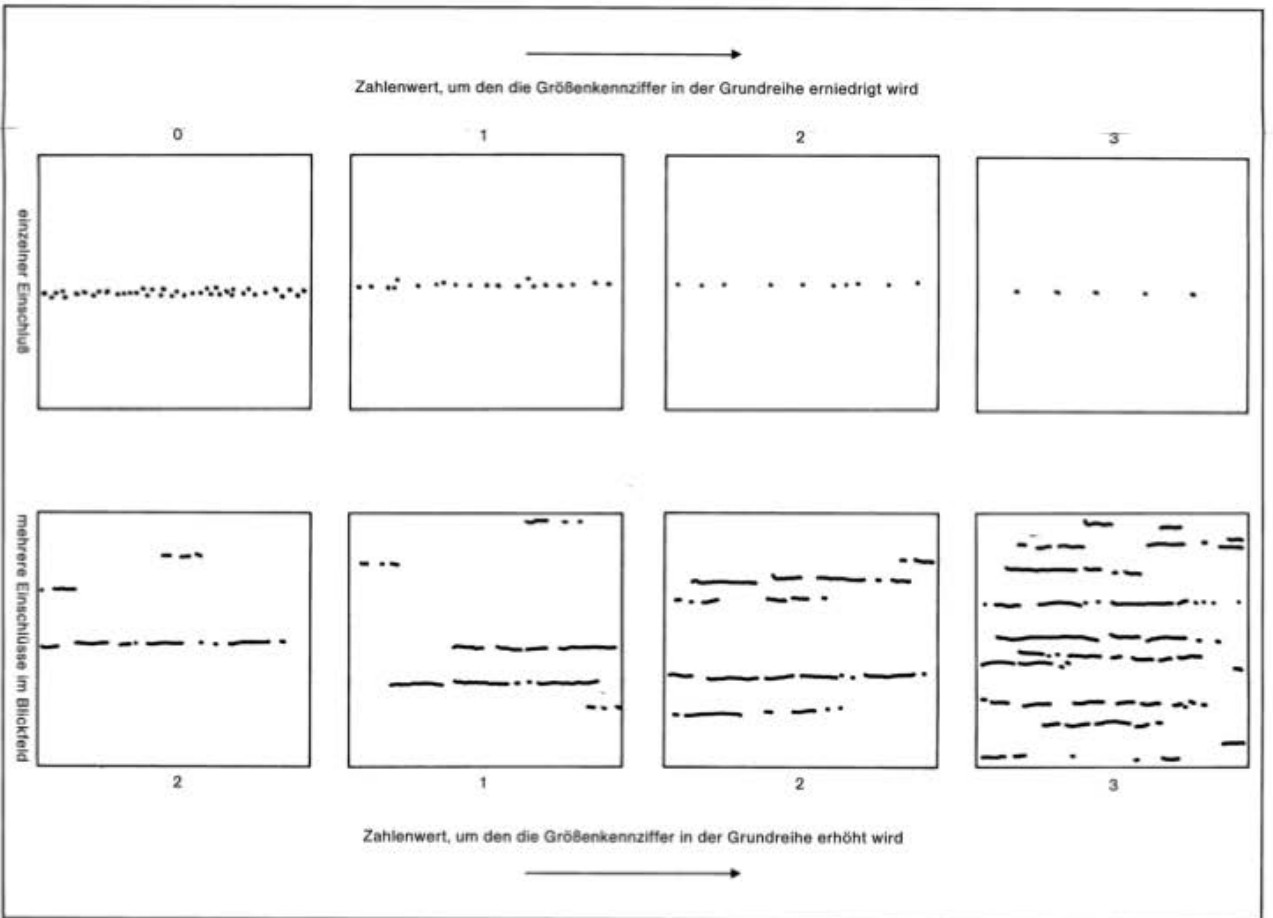 Zahlenwert, um den die Größenkennziffer in der Grundreihe erniedrigt wird
0 1 2 3
einzelner Einschluß
mehrere Einschlüsse im Blickfeld
2 1 2 3
Zahlenwert, um den die Größenkennziffer in der Grundreihe erhöht wird